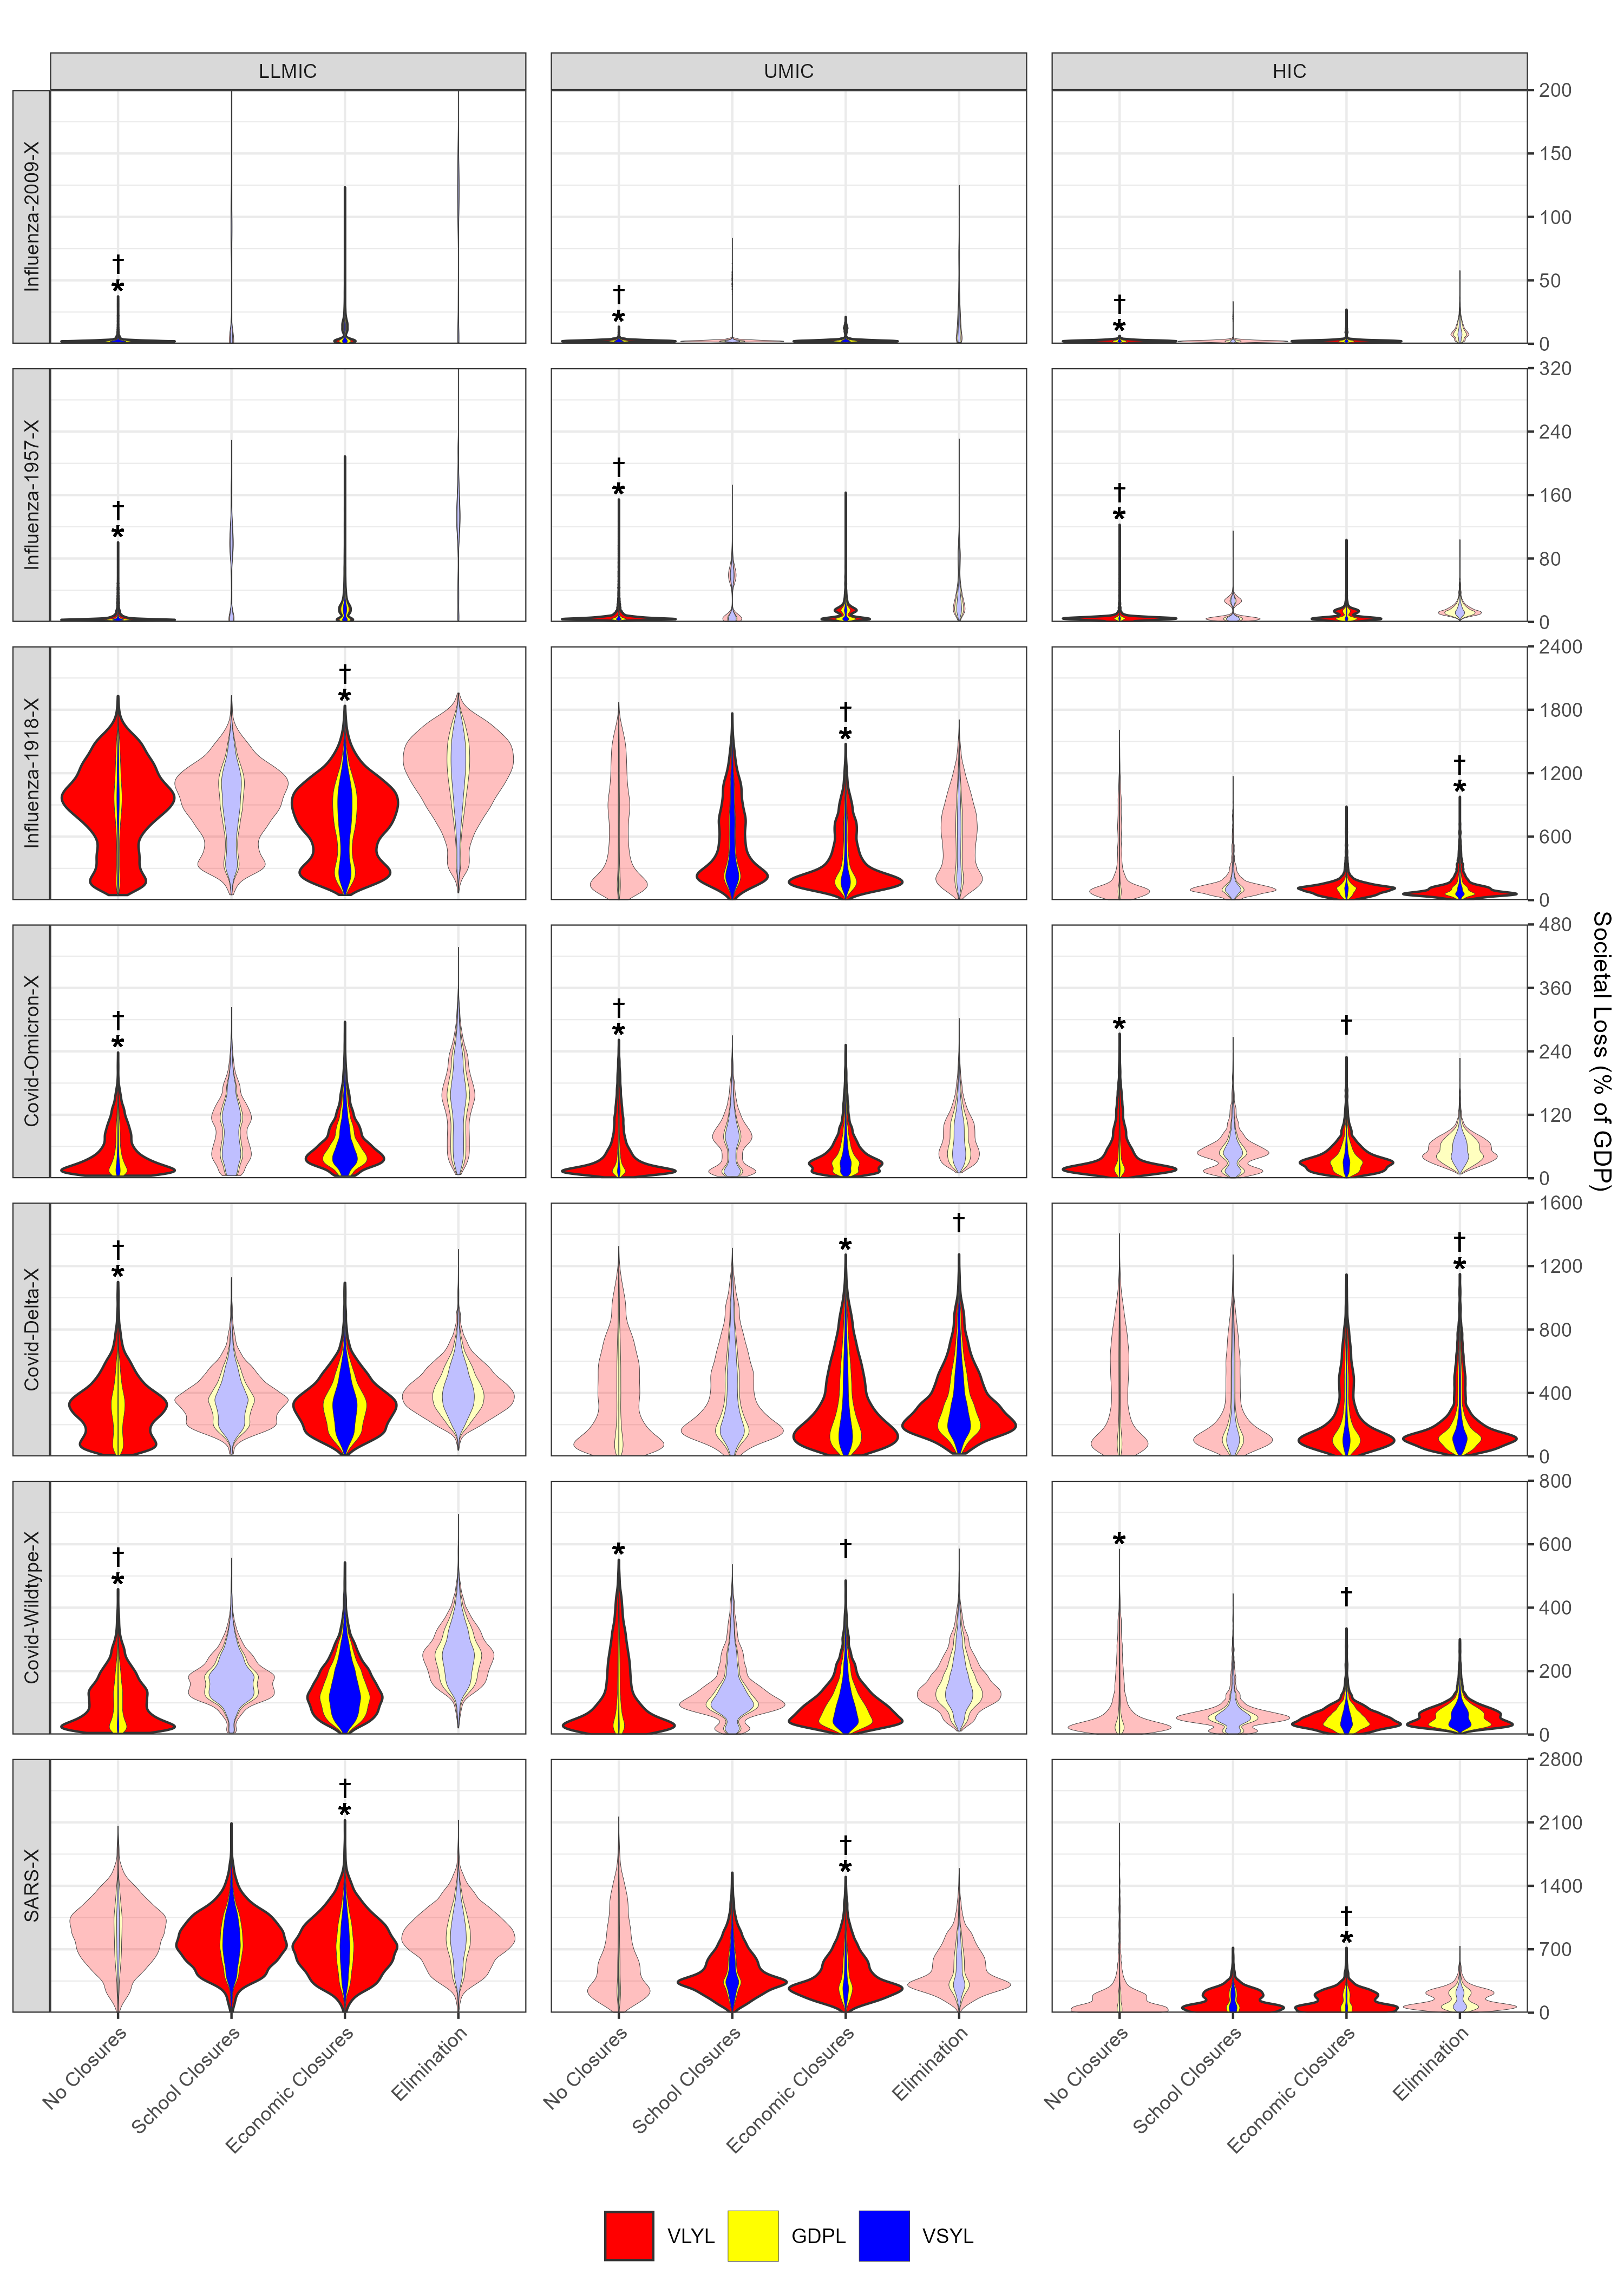 LLMIC
UMIC
HIC
Influenza-2009-X
†
*
†
*
†
*
200
150
100
50
0
Influenza-1957-X
†
*
†
*
†
*
320
240
160
80
0
Influenza-1918-X
†
*
†
*
†
*
2400
1800
1200
600
0
Covid-Omicron-X
†
*
†
*
*
†
480
360
240
120
0
Societal Loss (% of GDP)
Covid-Delta-X
†
*
*
†
†
*
1600
1200
800
400
0
Covid-Wildtype-X
†
*
*
†
*
†
800
600
400
200
0
SARS-X
†
*
†
*
†
*
2800
2100
1400
700
0
No Closures
School Closures
Economic Closures
Elimination
No Closures
School Closures
Economic Closures
Elimination
No Closures
School Closures
Economic Closures
Elimination
VLYL
GDPL
VSYL